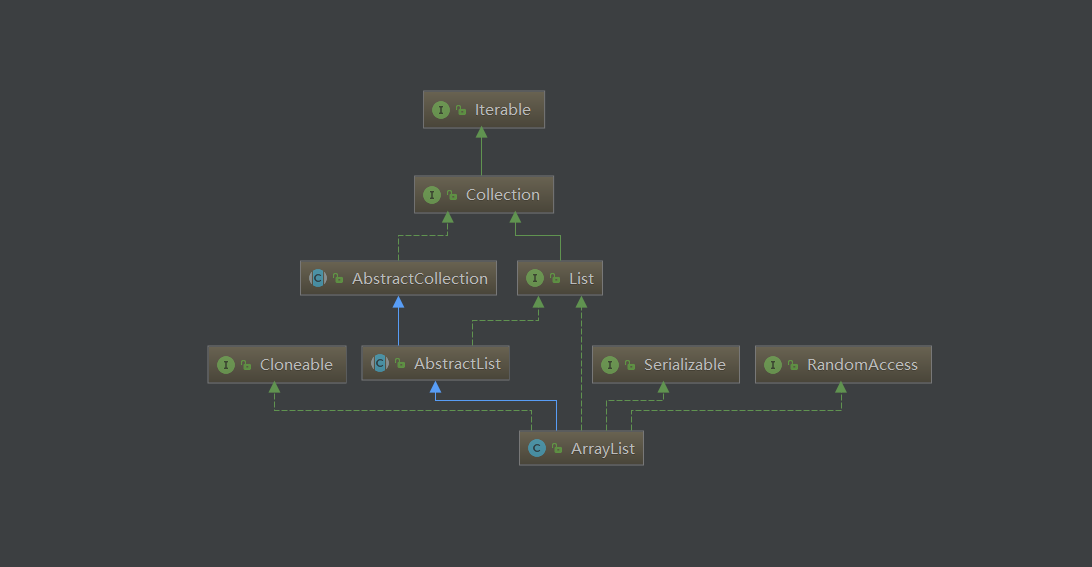 I Iterable
I Collection
C AbstractCollection
I List
I Cloneable
C AbstractList
I Serializable
I RandomAccess
C ArrayList